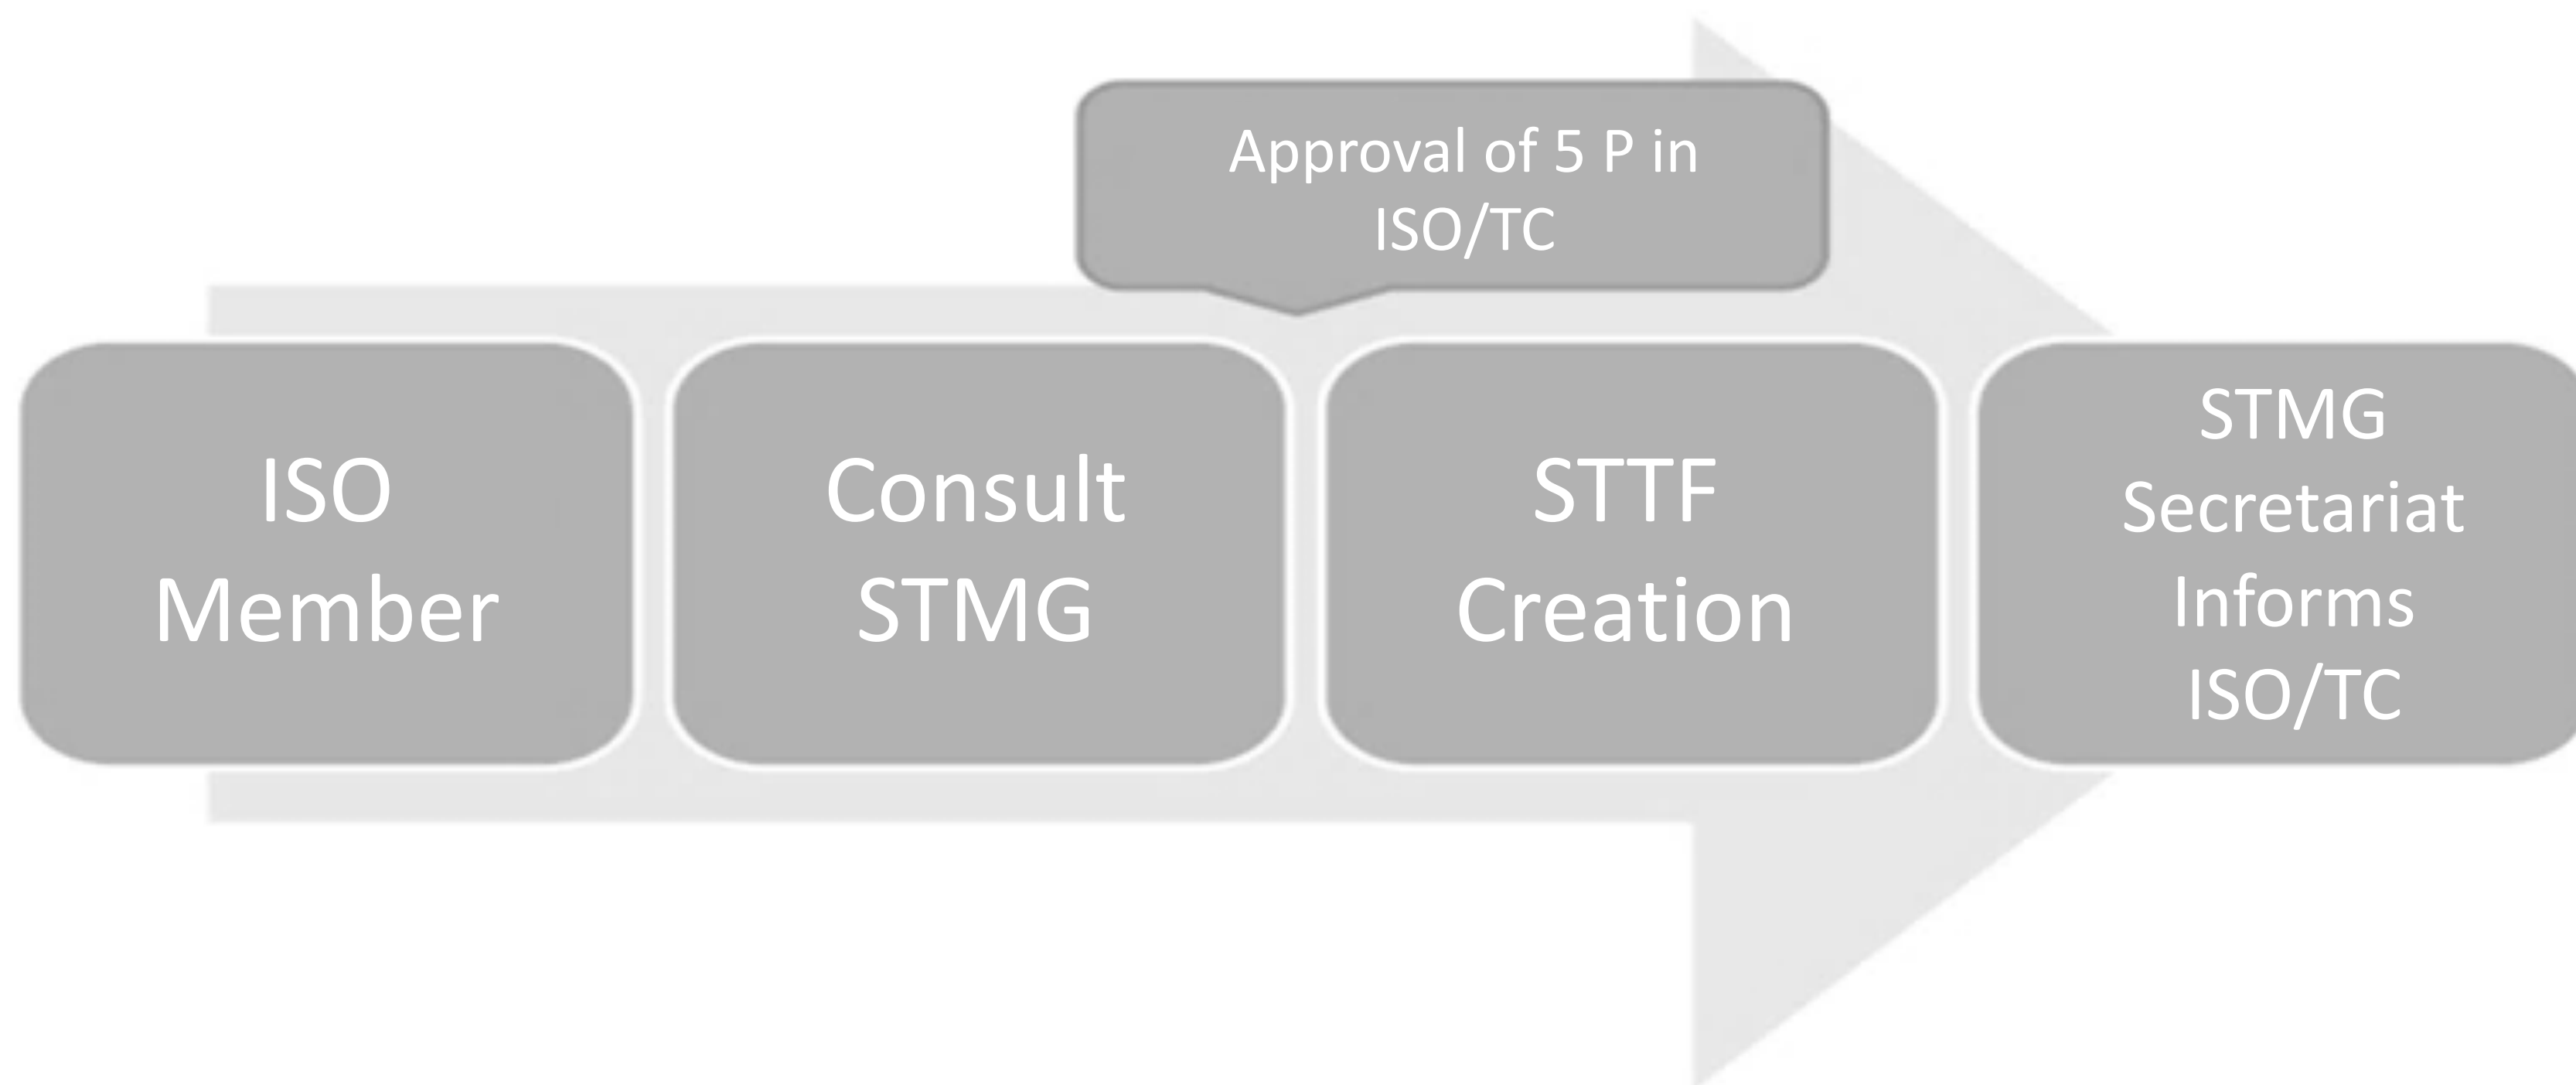 Approval of 5 P in
ISO/TC
ISO
Member
Consult
STMG
STTF
Creation
STMG
Secretariat
Informs
ISO/TC